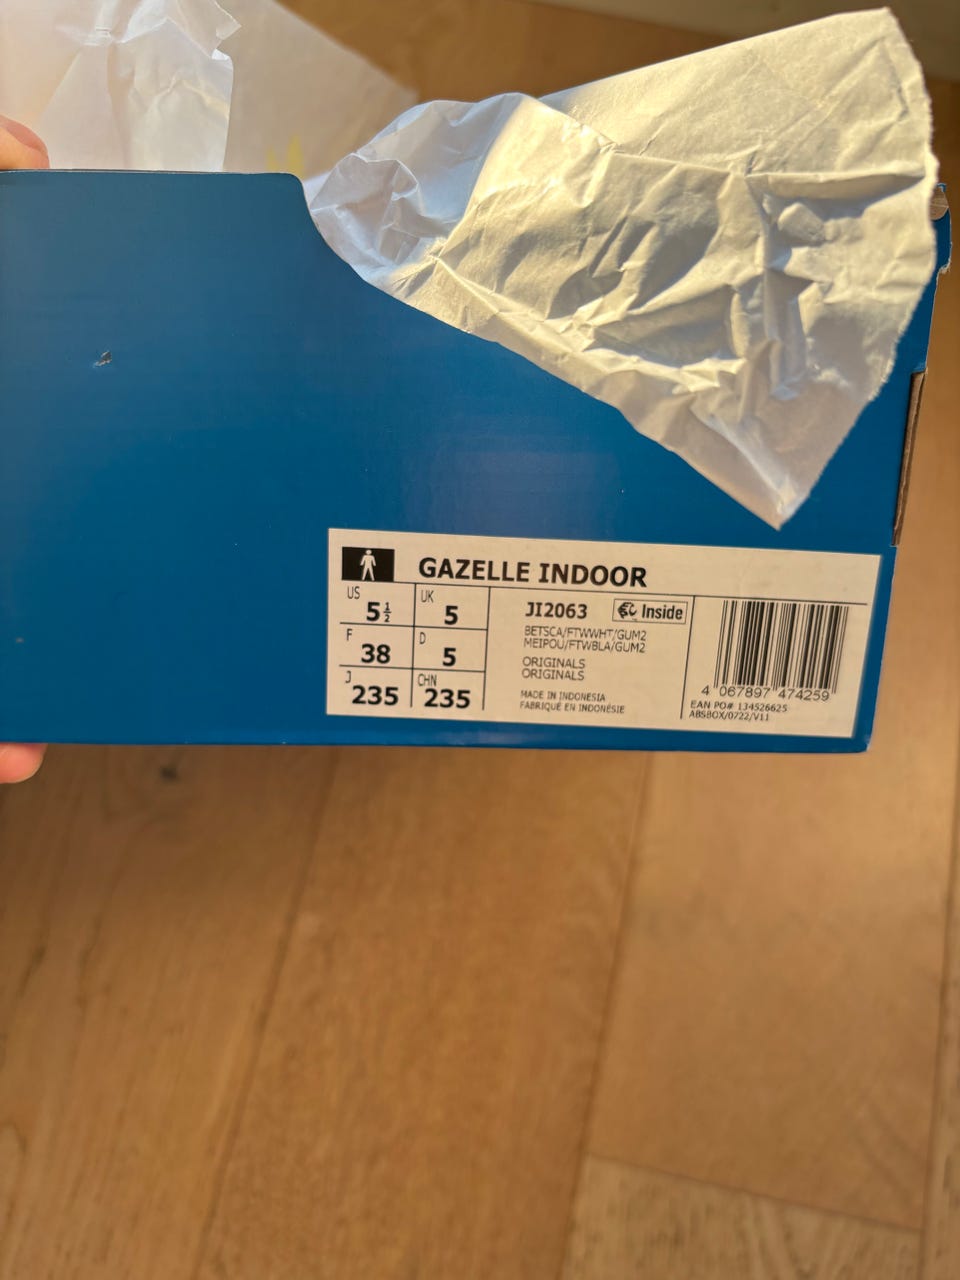 GAZELLE INDOOR
US 5½
UK 5
F 38
D 5
J 235
CHN 235
JI2063
Inside
BETSCA/FTWWHT/GUM2
MEIPOU/FTWBLA/GUM2
ORIGINALS
ORIGINALS
MADE IN INDONESIA
FABRIQUÉ EN INDONÉSIE
4 067897 474259
EAN PO# 134526625
ABSBOX/0722/V11